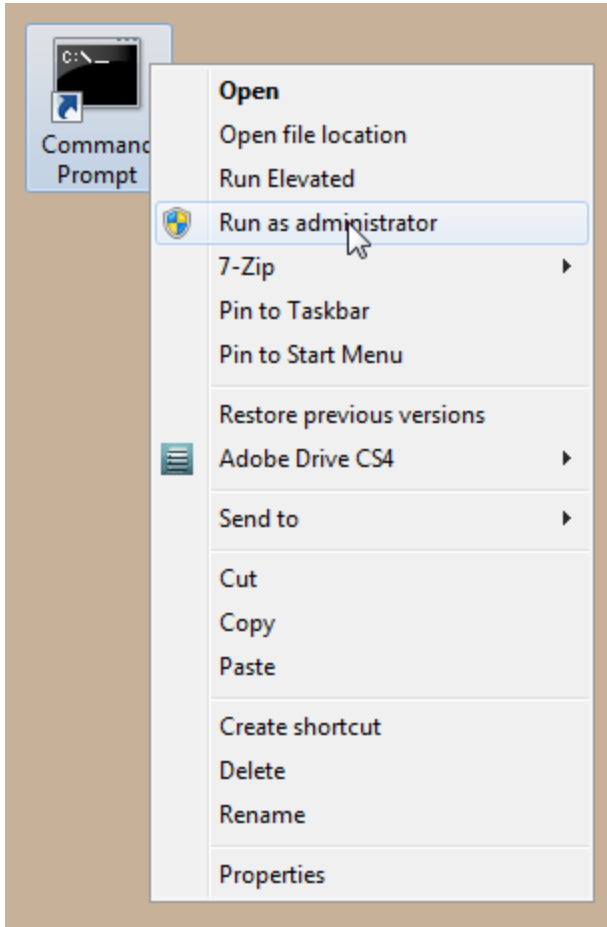 C:\_
Command
Prompt
Open
Open file location
Run Elevated
Run as administrator
7-Zip
Pin to Taskbar
Pin to Start Menu
Restore previous versions
Adobe Drive CS4
Send to
Cut
Copy
Paste
Create shortcut
Delete
Rename
Properties